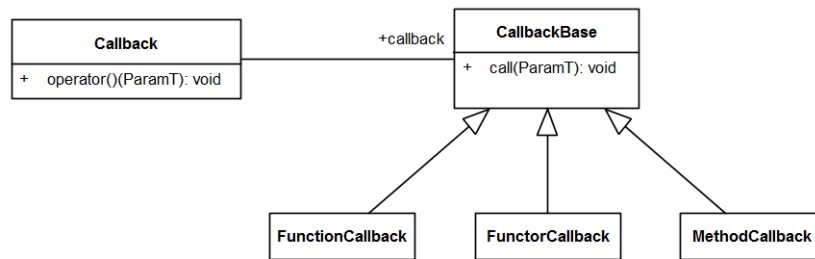 Callback
+ operator()(ParamT): void
+callback
CallbackBase
+ call(ParamT): void
FunctionCallback
FunctorCallback
MethodCallback